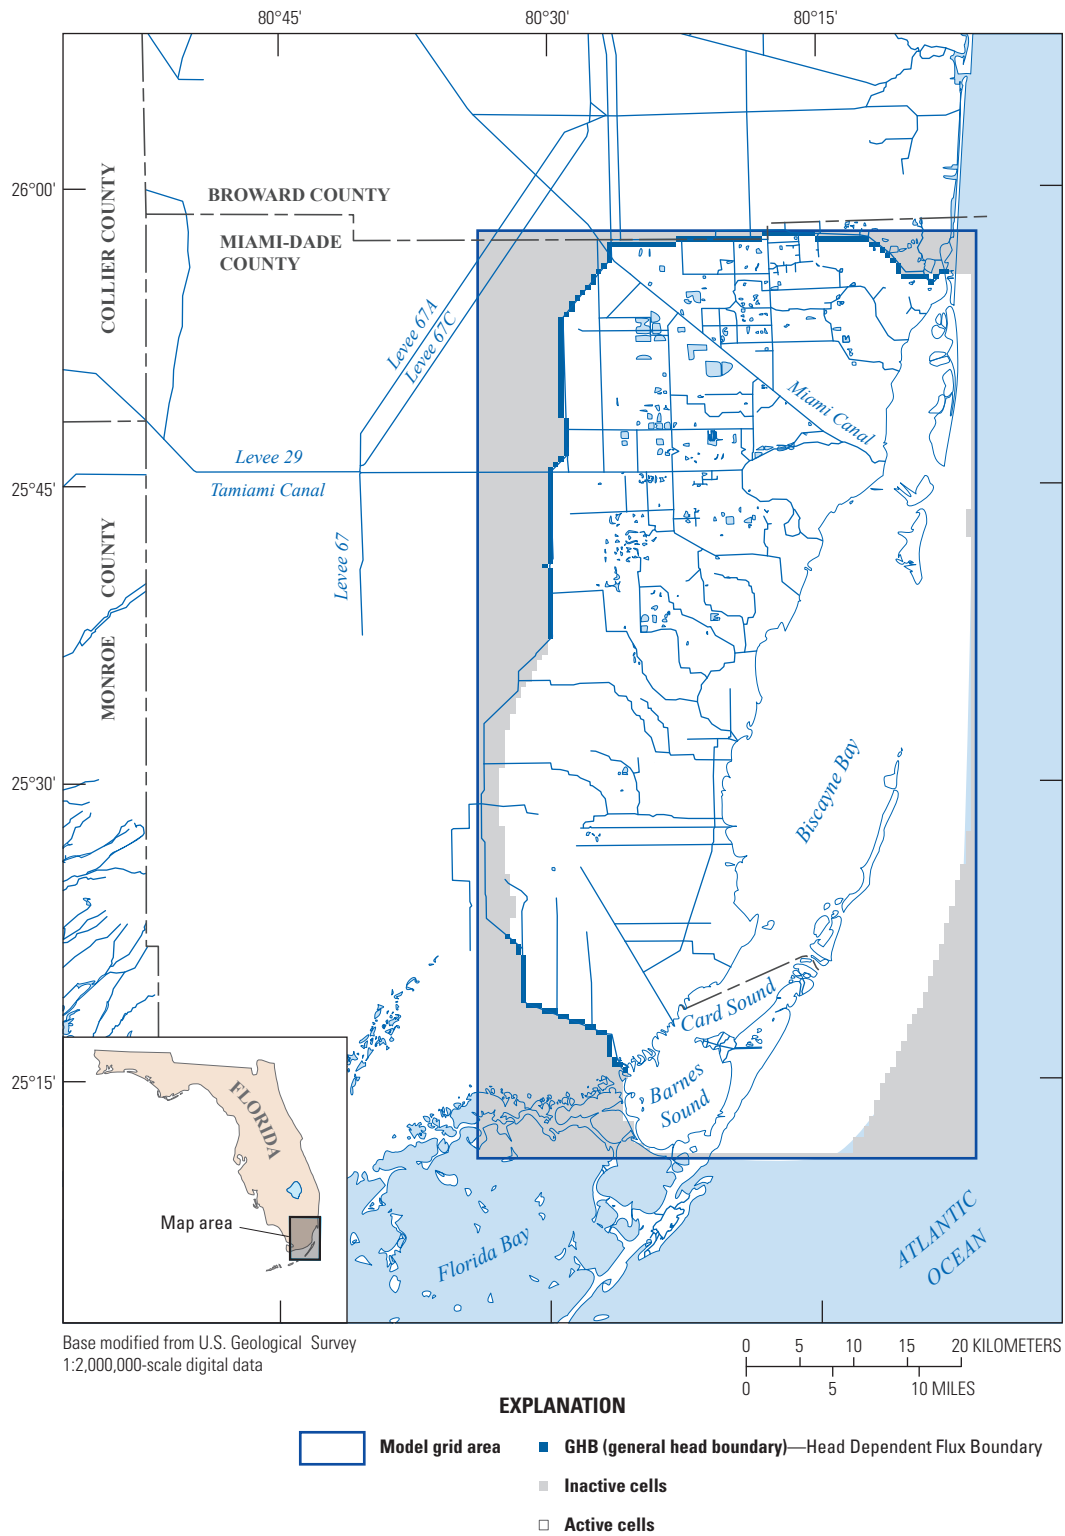 80°45'
80°30'
80°15'
26°00'
COLLIER COUNTY
BROWARD COUNTY
MIAMI-DADE
COUNTY
Levee 67A
Levee 67C
Miami Canal
Levee 29
Tamiami Canal
25°45'
MONROE COUNTY
Levee 67
25°30'
Biscayne Bay
Card Sound
Barnes
Sound
25°15'
FLORIDA
Map area
Florida Bay
ATLANTIC
OCEAN
Base modified from U.S. Geological Survey
1:2,000,000-scale digital data
0 5 10 15 20 KILOMETERS
0 5 10 MILES
EXPLANATION
Model grid area
GHB (general head boundary)—Head Dependent Flux Boundary
Inactive cells
Active cells